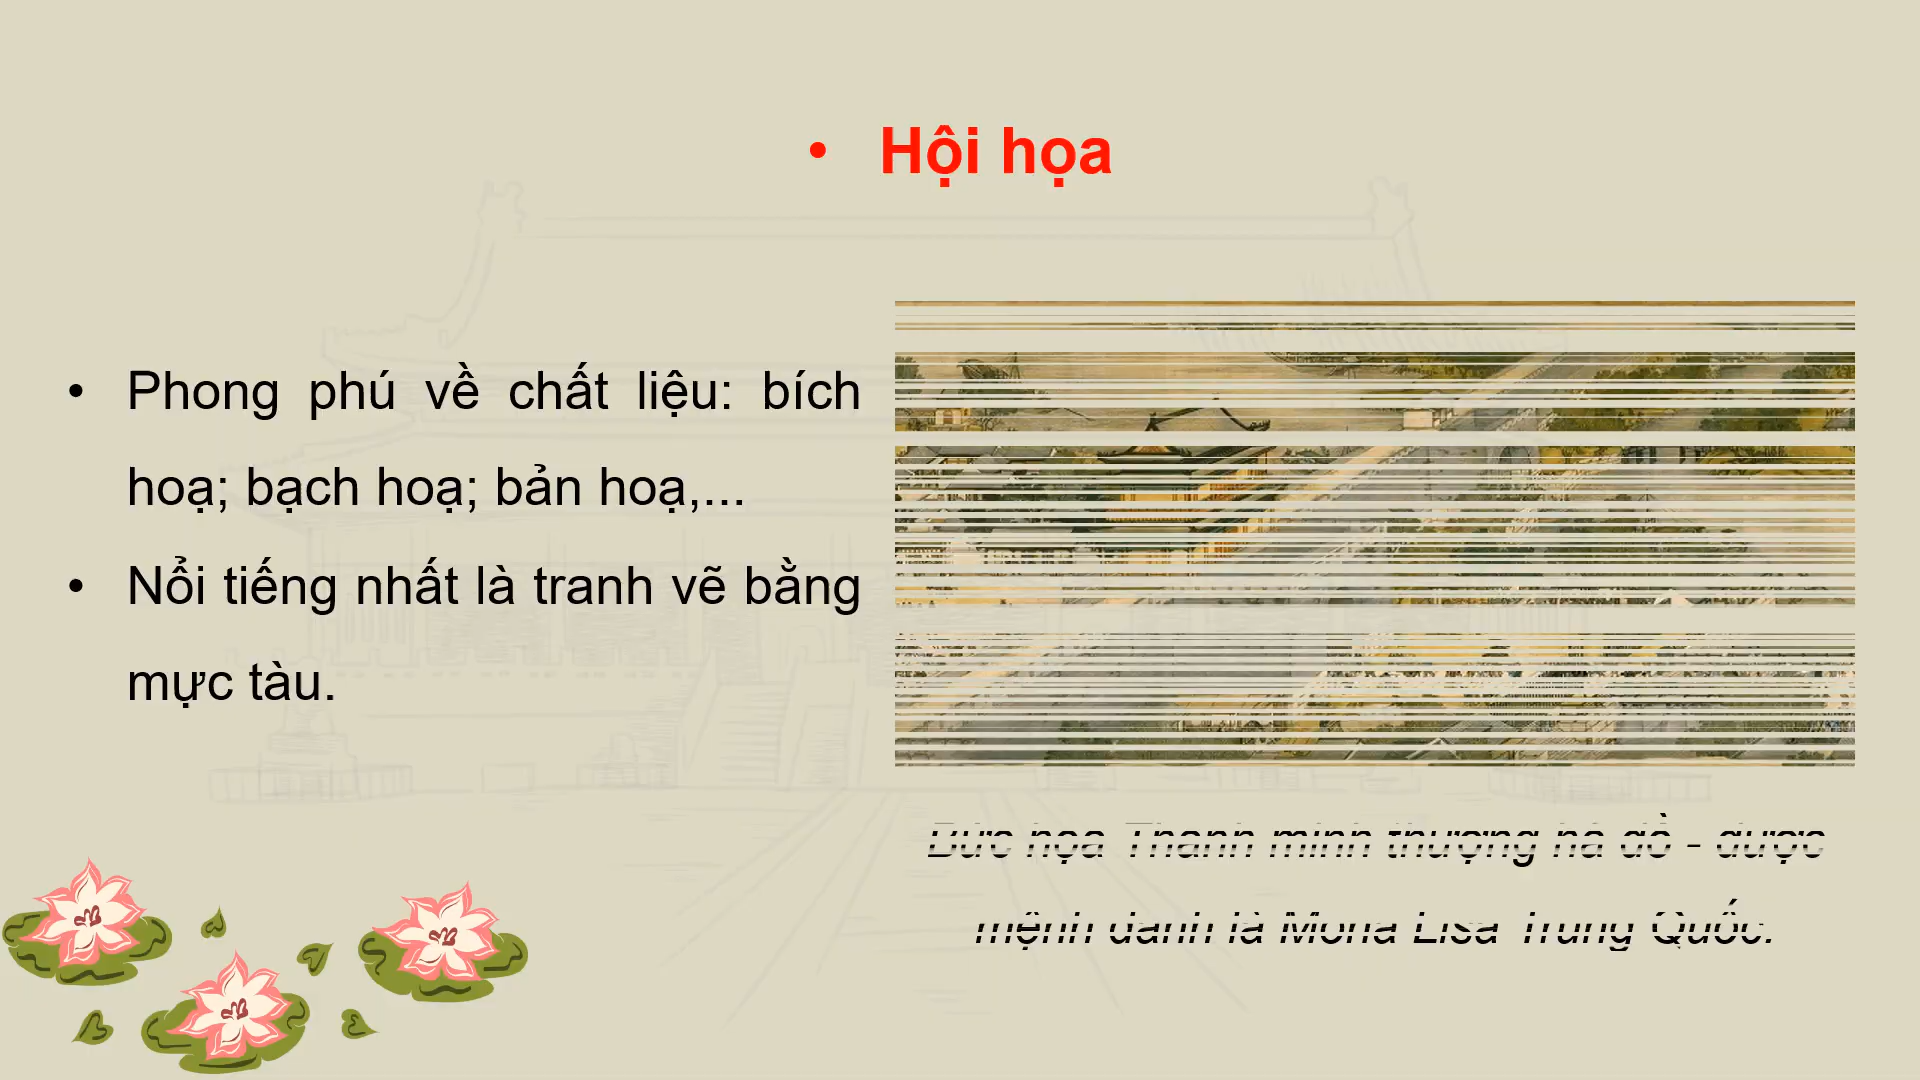 • Hội họa
• Phong phú về chất liệu: bích
hoạ; bạch hoạ; bản hoạ,...
• Nổi tiếng nhất là tranh vẽ bằng
mực tàu.
Bức họa Thanh minh thượng hà đồ - được
mệnh danh là Mona Lisa Trung Quốc.